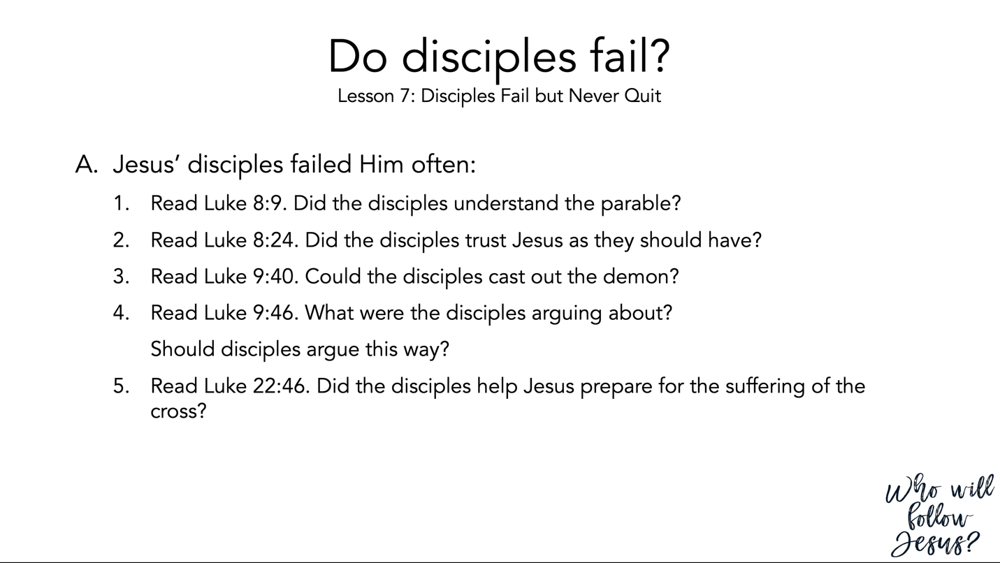 Do disciples fail?
Lesson 7: Disciples Fail but Never Quit
A. Jesus’ disciples failed Him often:
1. Read Luke 8:9. Did the disciples understand the parable?
2. Read Luke 8:24. Did the disciples trust Jesus as they should have?
3. Read Luke 9:40. Could the disciples cast out the demon?
4. Read Luke 9:46. What were the disciples arguing about?
Should disciples argue this way?
5. Read Luke 22:46. Did the disciples help Jesus prepare for the suffering of the
cross?
Who will
follow
Jesus?